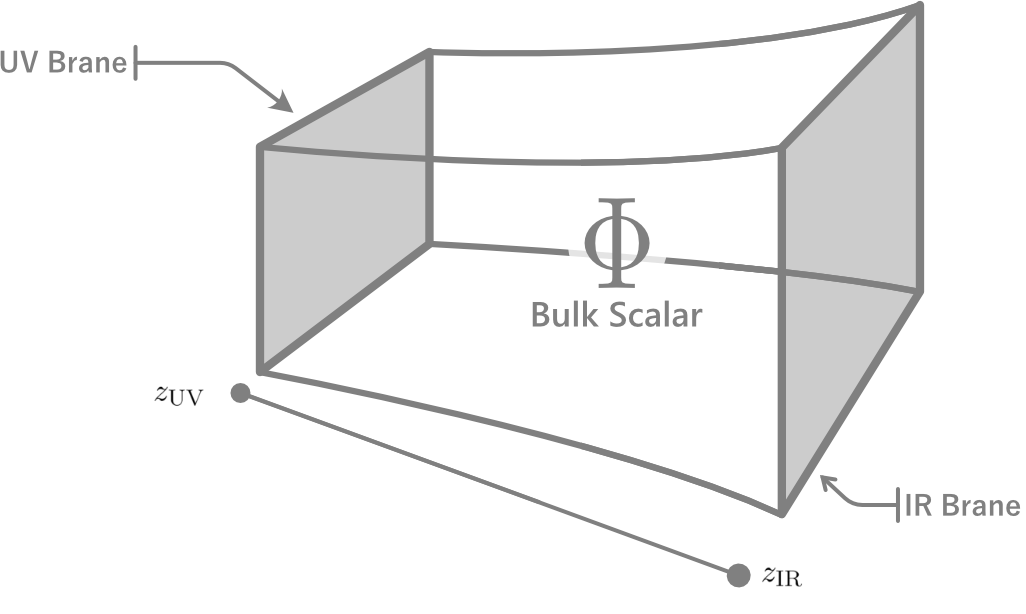 UV Brane
Φ
Bulk Scalar
z_UV
IR Brane
z_IR